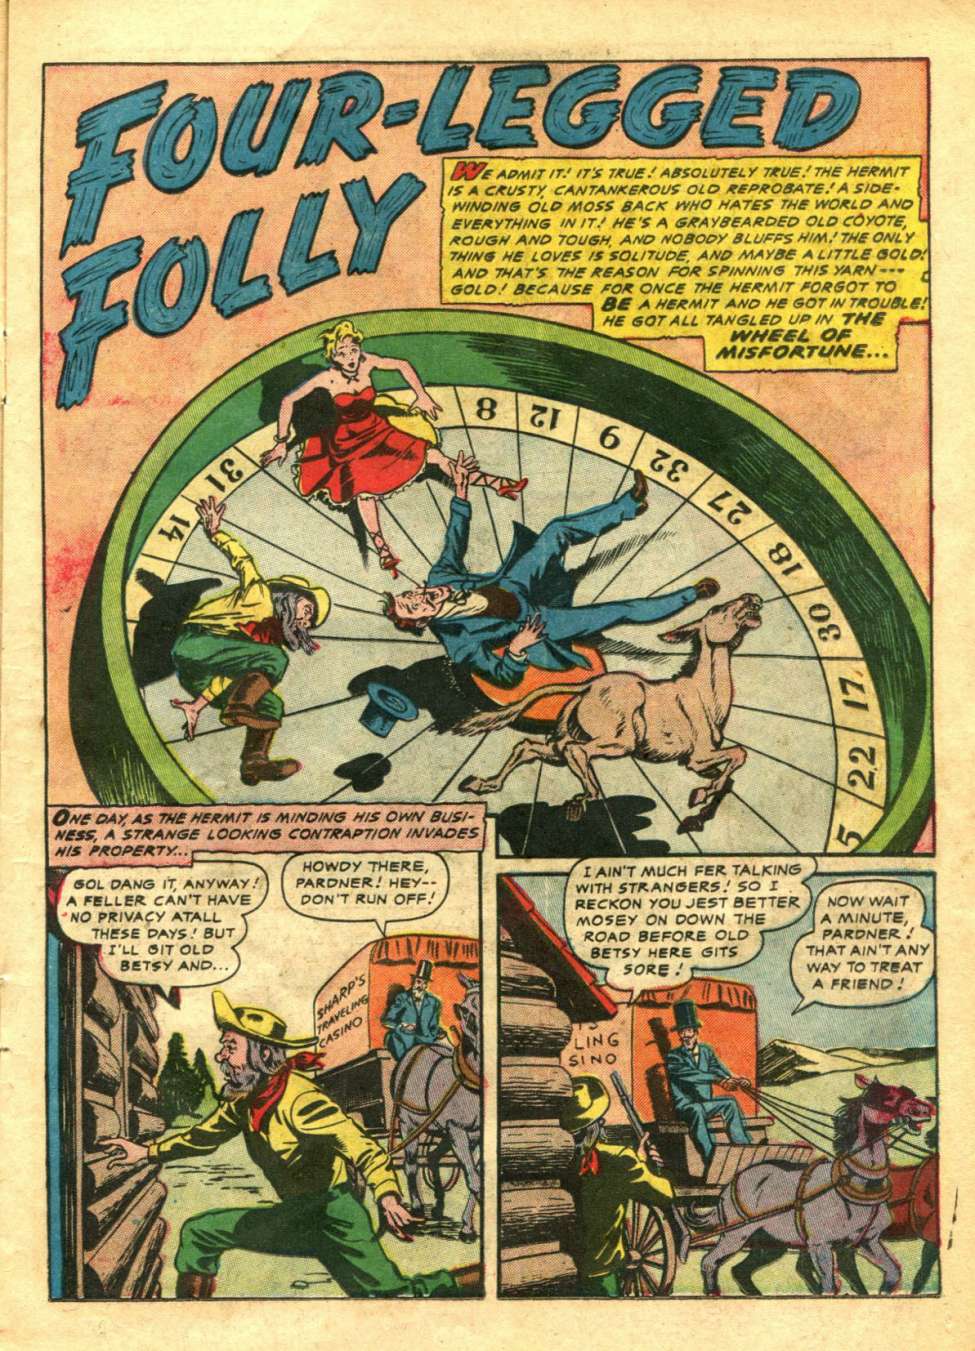 FOUR-LEGGED
FOLLY
WE ADMIT IT! IT'S TRUE! ABSOLUTELY TRUE! THE HERMIT
IS A CRUSTY, CANTANKEROUS OLD REPROBATE! A SIDE-
WINDING OLD MOSS BACK WHO HATES THE WORLD AND
EVERYTHING IN IT! HE'S A GRAYBEARDED OLD COYOTE,
ROUGH AND TOUGH, AND NOBODY BLUFFS HIM! THE ONLY
THING HE LOVES IS SOLITUDE, AND MAYBE A LITTLE GOLD!
AND THAT'S THE REASON FOR SPINNING THIS YARN---
GOLD! BECAUSE FOR ONCE THE HERMIT FORGOT TO
BE A HERMIT AND HE GOT IN TROUBLE!
HE GOT ALL TANGLED UP IN THE
WHEEL OF
MISFORTUNE...
14
31
8
12
9
32
27
18
30
17
22
5
ONE DAY, AS THE HERMIT IS MINDING HIS OWN BUSI-
NESS, A STRANGE LOOKING CONTRAPTION INVADES
HIS PROPERTY...
GOL DANG IT, ANYWAY!
A FELLER CAN'T HAVE
NO PRIVACY ATALL
THESE DAYS! BUT
I'LL GIT OLD
BETSY AND...
HOWDY THERE,
PARDNER! HEY--
DON'T RUN OFF!
SHARP'S
TRAVELING
CASINO
I AIN'T MUCH FER TALKING
WITH STRANGERS! SO I
RECKON YOU JEST BETTER
MOSEY ON DOWN THE
ROAD BEFORE OLD
BETSY HERE GITS
SORE!
NOW WAIT
A MINUTE,
PARDNER!
THAT AIN'T ANY
WAY TO TREAT
A FRIEND!
'S
LING
SINO